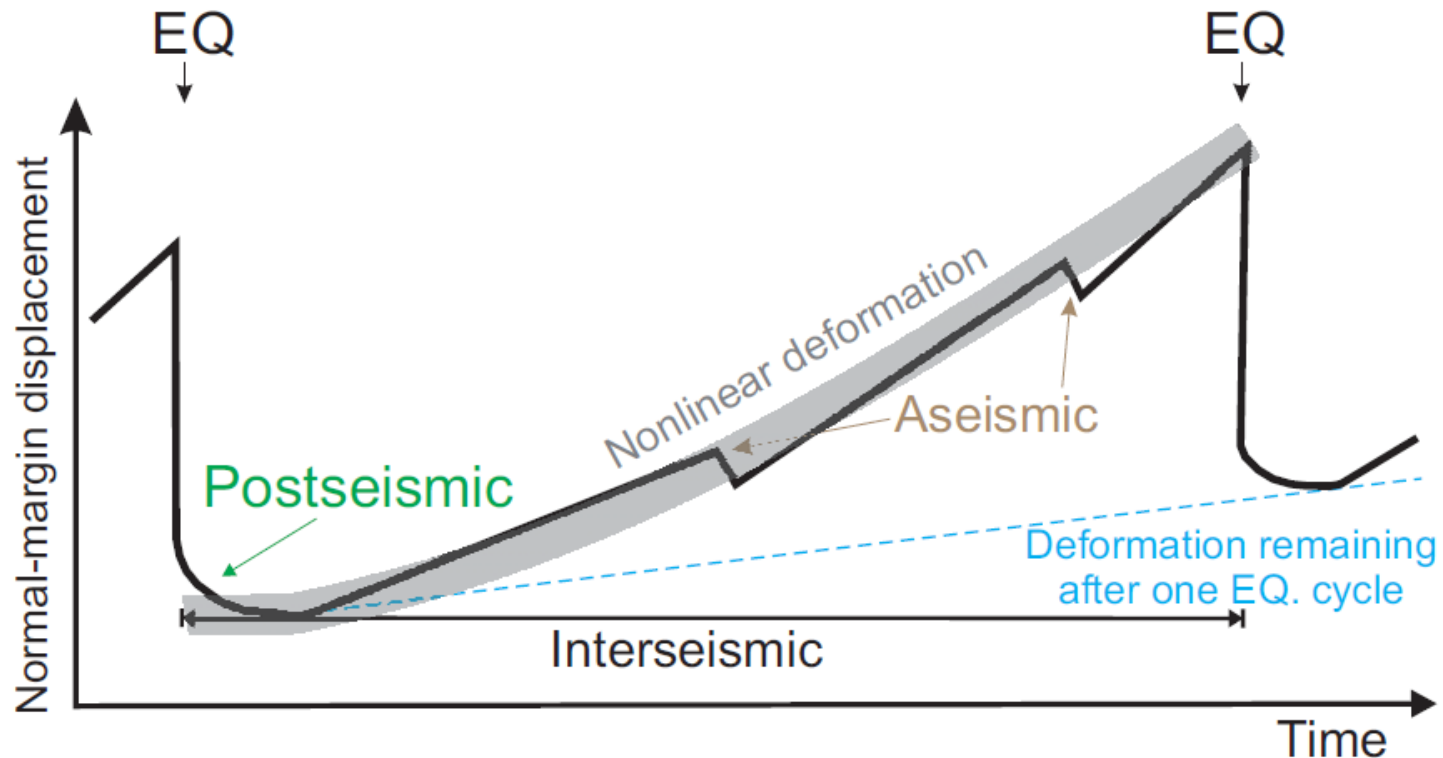 EQ
EQ
Normal-margin displacement
Nonlinear deformation
Aseismic
Postseismic
Deformation remaining
after one EQ. cycle
Interseismic
Time